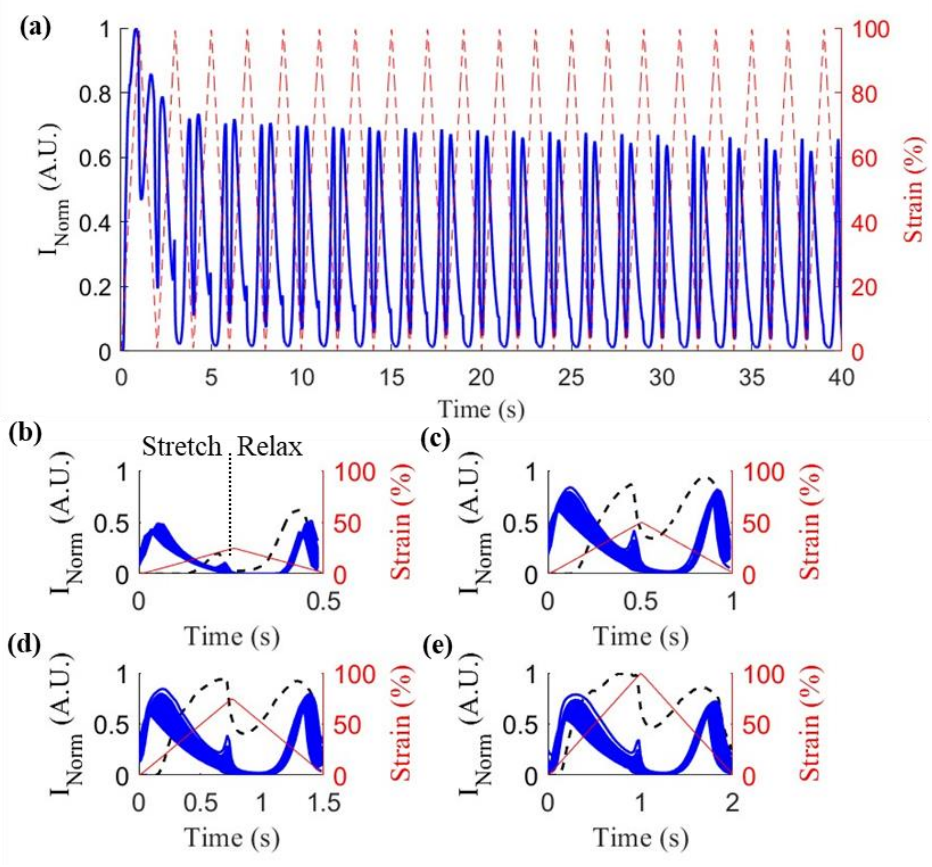 (a)
1
0.8
0.6
0.4
0.2
0
I_Norm (A.U.)
100
80
60
40
20
0
Strain (%)
0 5 10 15 20 25 30 35 40
Time (s)
(b)
Stretch Relax
1
0.5
0
I_Norm (A.U.)
100
50
0
Strain (%)
0 0.5
Time (s)
(c)
1
0.5
0
I_Norm (A.U.)
100
50
0
Strain (%)
0 0.5 1
Time (s)
(d)
1
0.5
0
I_Norm (A.U.)
100
50
0
Strain (%)
0 0.5 1 1.5
Time (s)
(e)
1
0.5
0
I_Norm (A.U.)
100
50
0
Strain (%)
0 1 2
Time (s)